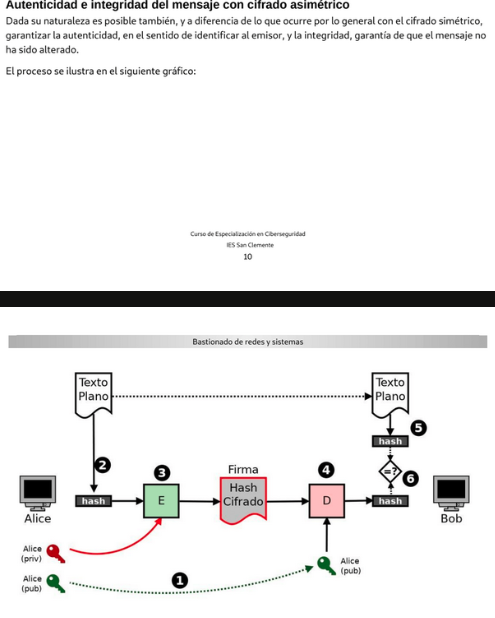 Autenticidad e integridad del mensaje con cifrado asimétrico
Dada su naturaleza es posible también, y a diferencia de lo que ocurre por lo general con el cifrado simétrico,
garantizar la autenticidad, en el sentido de identificar al emisor, y la integridad, garantía de que el mensaje no
ha sido alterado.
El proceso se ilustra en el siguiente gráfico:
Curso de Especialización en Ciberseguridad
IES San Clemente
10
Bastionado de redes y sistemas
Texto
Plano
Texto
Plano
5
hash
2
3
Firma
4
=?
6
hash
E
Hash
Cifrado
D
hash
Alice
Bob
Alice
(priv)
Alice
(pub)
1
Alice
(pub)